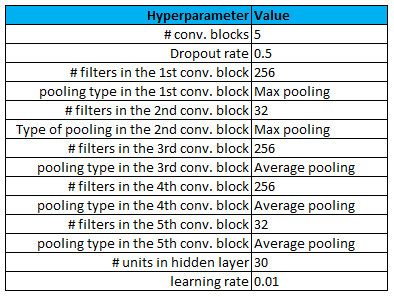 Hyperparameter Value
# conv. blocks 5
Dropout rate 0.5
# filters in the 1st conv. block 256
pooling type in the 1st conv. block Max pooling
# filters in the 2nd conv. block 32
Type of pooling in the 2nd conv. block Max pooling
# filters in the 3rd conv. block 256
pooling type in the 3rd conv. block Average pooling
# filters in the 4th conv. block 256
pooling type in the 4th conv. block Average pooling
# filters in the 5th conv. block 32
pooling type in the 5th conv. block Average pooling
# units in hidden layer 30
learning rate 0.01